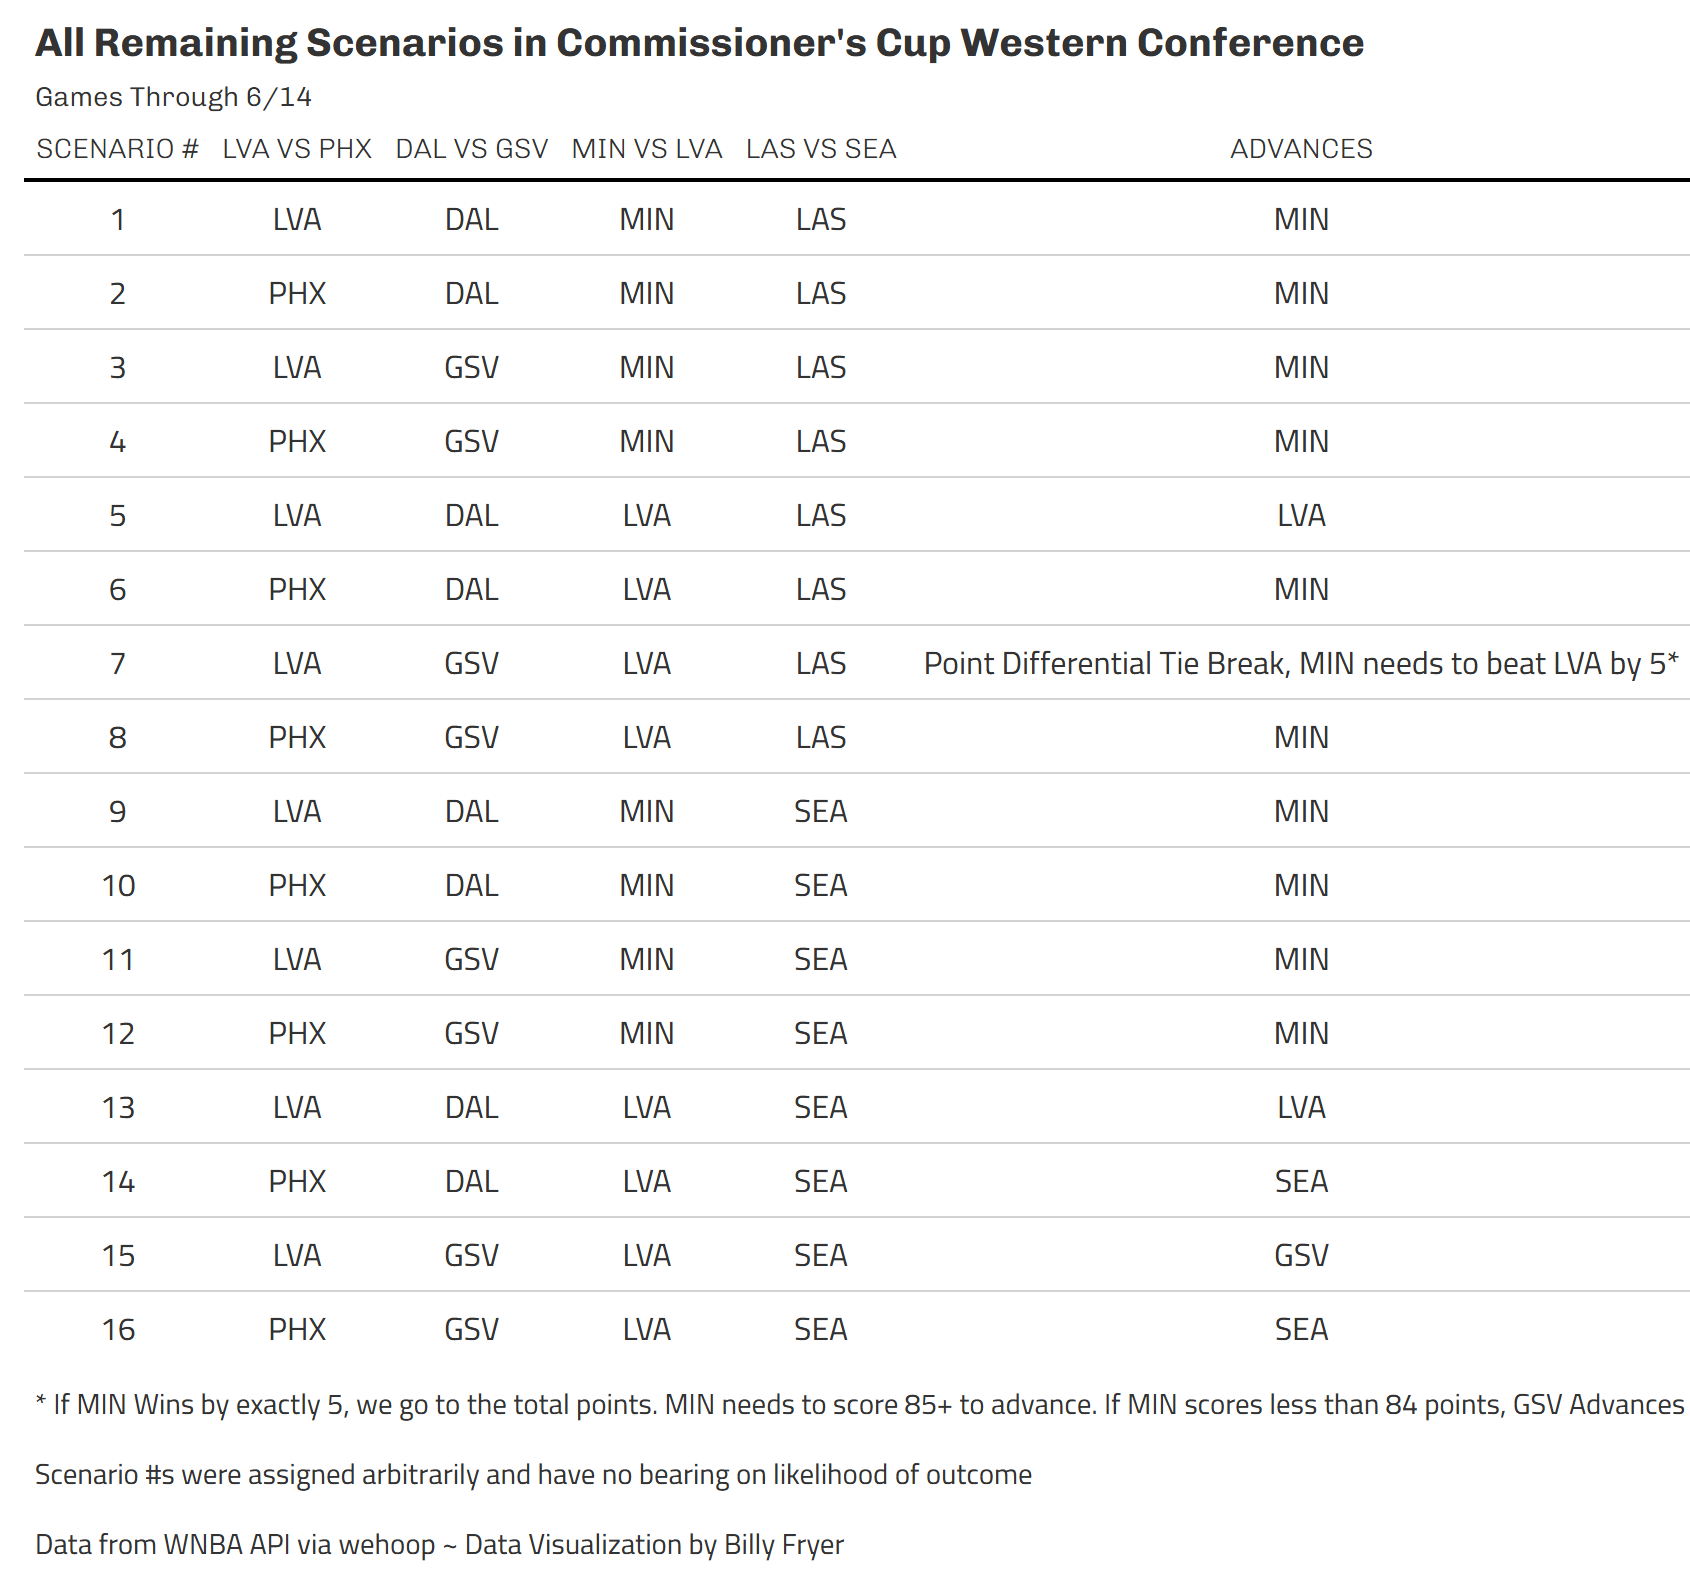 All Remaining Scenarios in Commissioner's Cup Western Conference
Games Through 6/14
SCENARIO # LVA VS PHX DAL VS GSV MIN VS LVA LAS VS SEA ADVANCES
1 LVA DAL MIN LAS MIN
2 PHX DAL MIN LAS MIN
3 LVA GSV MIN LAS MIN
4 PHX GSV MIN LAS MIN
5 LVA DAL LVA LAS LVA
6 PHX DAL LVA LAS MIN
7 LVA GSV LVA LAS Point Differential Tie Break, MIN needs to beat LVA by 5*
8 PHX GSV LVA LAS MIN
9 LVA DAL MIN SEA MIN
10 PHX DAL MIN SEA MIN
11 LVA GSV MIN SEA MIN
12 PHX GSV MIN SEA MIN
13 LVA DAL LVA SEA LVA
14 PHX DAL LVA SEA SEA
15 LVA GSV LVA SEA GSV
16 PHX GSV LVA SEA SEA
* If MIN Wins by exactly 5, we go to the total points. MIN needs to score 85+ to advance. If MIN scores less than 84 points, GSV Advances
Scenario #s were assigned arbitrarily and have no bearing on likelihood of outcome
Data from WNBA API via wehoop ~ Data Visualization by Billy Fryer